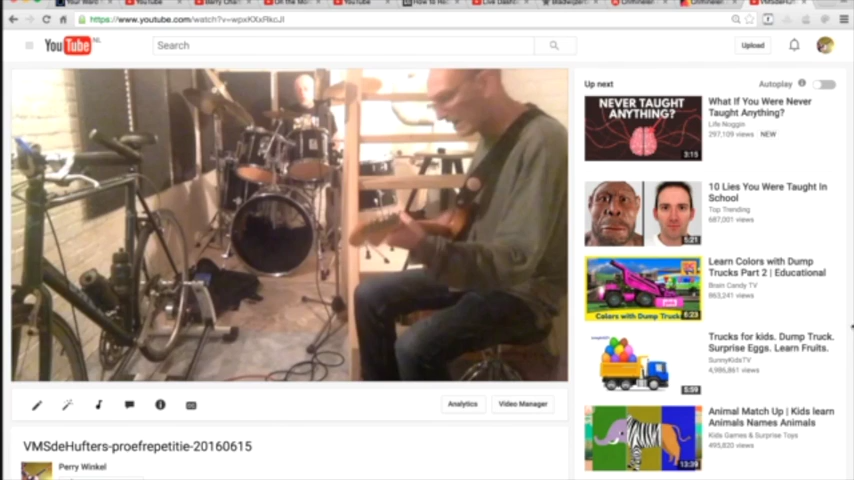 YouTube
YouTube
Live Dash
https://www.youtube.com/watch?v=wpxKXxRkcJI
YouTube NL
Search
Upload
Up next
Autoplay
NEVER TAUGHT
ANYTHING?
3:15
What If You Were Never
Taught Anything?
Life Noggin
297,109 views NEW
5:21
10 Lies You Were Taught In
School
Top Trending
687,001 views
Colors with Dump Trucks
8:23
Learn Colors with Dump
Trucks Part 2 | Educational
Brain Candy TV
863,241 views
5:59
Trucks for kids. Dump Truck.
Surprise Eggs. Learn Fruits.
SunnyKidsTV
4,986,861 views
13:39
Animal Match Up | Kids learn
Animals Names Animals
Kids Games & Surprise Toys
495,820 views
Analytics
Video Manager
VMSdeHufters-proefrepetitie-20160615
Perry Winkel